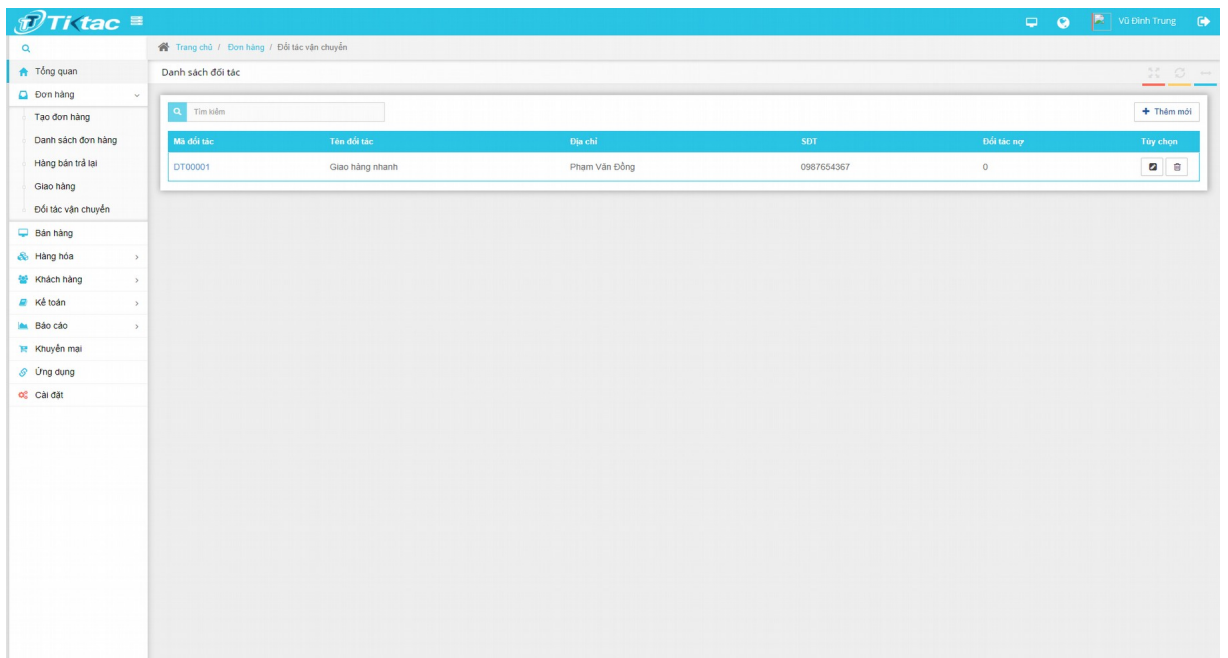 Tiktac
Vũ Đình Trung
Trang chủ / Đơn hàng / Đối tác vận chuyển
Tổng quan
Đơn hàng
Tạo đơn hàng
Danh sách đơn hàng
Hàng bán trả lại
Giao hàng
Đối tác vận chuyển
Bán hàng
Hàng hóa
Khách hàng
Kế toán
Báo cáo
Khuyến mại
Ứng dụng
Cài đặt
Danh sách đối tác
Tìm kiếm
Thêm mới
Mã đối tác Tên đối tác Địa chỉ SĐT Đối tác nợ Tùy chọn
DT00001 Giao hàng nhanh Phạm Văn Đồng 0987654367 0